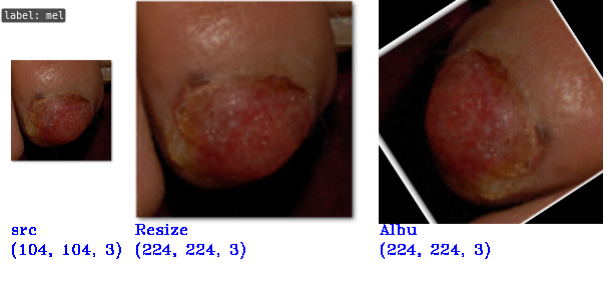 label: mel
src
(104, 104, 3)
Resize
(224, 224, 3)
Albu
(224, 224, 3)